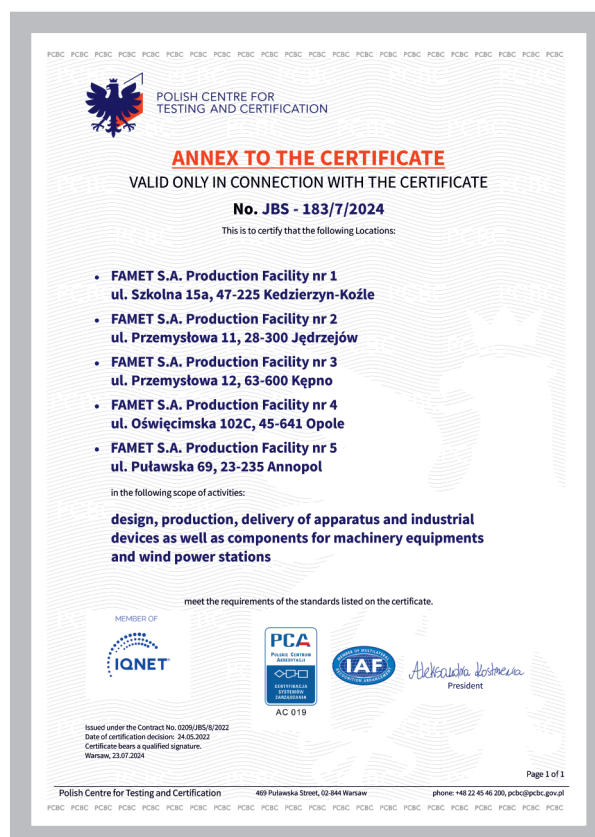 PCBC PCBC PCBC PCBC PCBC PCBC PCBC PCBC PCBC PCBC PCBC PCBC PCBC PCBC PCBC PCBC PCBC PCBC PCBC PCBC PCBC PCBC
POLISH CENTRE FOR
TESTING AND CERTIFICATION
ANNEX TO THE CERTIFICATE
VALID ONLY IN CONNECTION WITH THE CERTIFICATE
No. JBS - 183/7/2024
This is to certify that the following Locations:
• FAMET S.A. Production Facility nr 1
ul. Szkolna 15a, 47-225 Kedzierzyn-Koźle
• FAMET S.A. Production Facility nr 2
ul. Przemysłowa 11, 28-300 Jędrzejów
• FAMET S.A. Production Facility nr 3
ul. Przemysłowa 12, 63-600 Kępno
• FAMET S.A. Production Facility nr 4
ul. Oświęcimska 102C, 45-641 Opole
• FAMET S.A. Production Facility nr 5
ul. Puławska 69, 23-235 Annopol
in the following scope of activities:
design, production, delivery of apparatus and industrial
devices as well as components for machinery equipments
and wind power stations
meet the requirements of the standards listed on the certificate.
MEMBER OF
IQNET
PCA
POLSKIE CENTRUM
AKREDYTACJI
CERTYFIKACJA
SYSTEMÓW
ZARZĄDZANIA
AC 019
MEMBER OF MULTILATERAL
IAF
RECOGNITION ARRANGEMENT
Aleksandra
President
Issued under the Contract No. 0209/JBS/8/2022
Date of certification decision: 24.05.2022
Certificate bears a qualified signature.
Warsaw, 23.07.2024
Page 1 of 1
Polish Centre for Testing and Certification 469 Puławska Street, 02-844 Warsaw phone: +48 22 45 46 200, pcbc@pcbc.gov.pl
PCBC PCBC PCBC PCBC PCBC PCBC PCBC PCBC PCBC PCBC PCBC PCBC PCBC PCBC PCBC PCBC PCBC PCBC PCBC PCBC PCBC PCBC